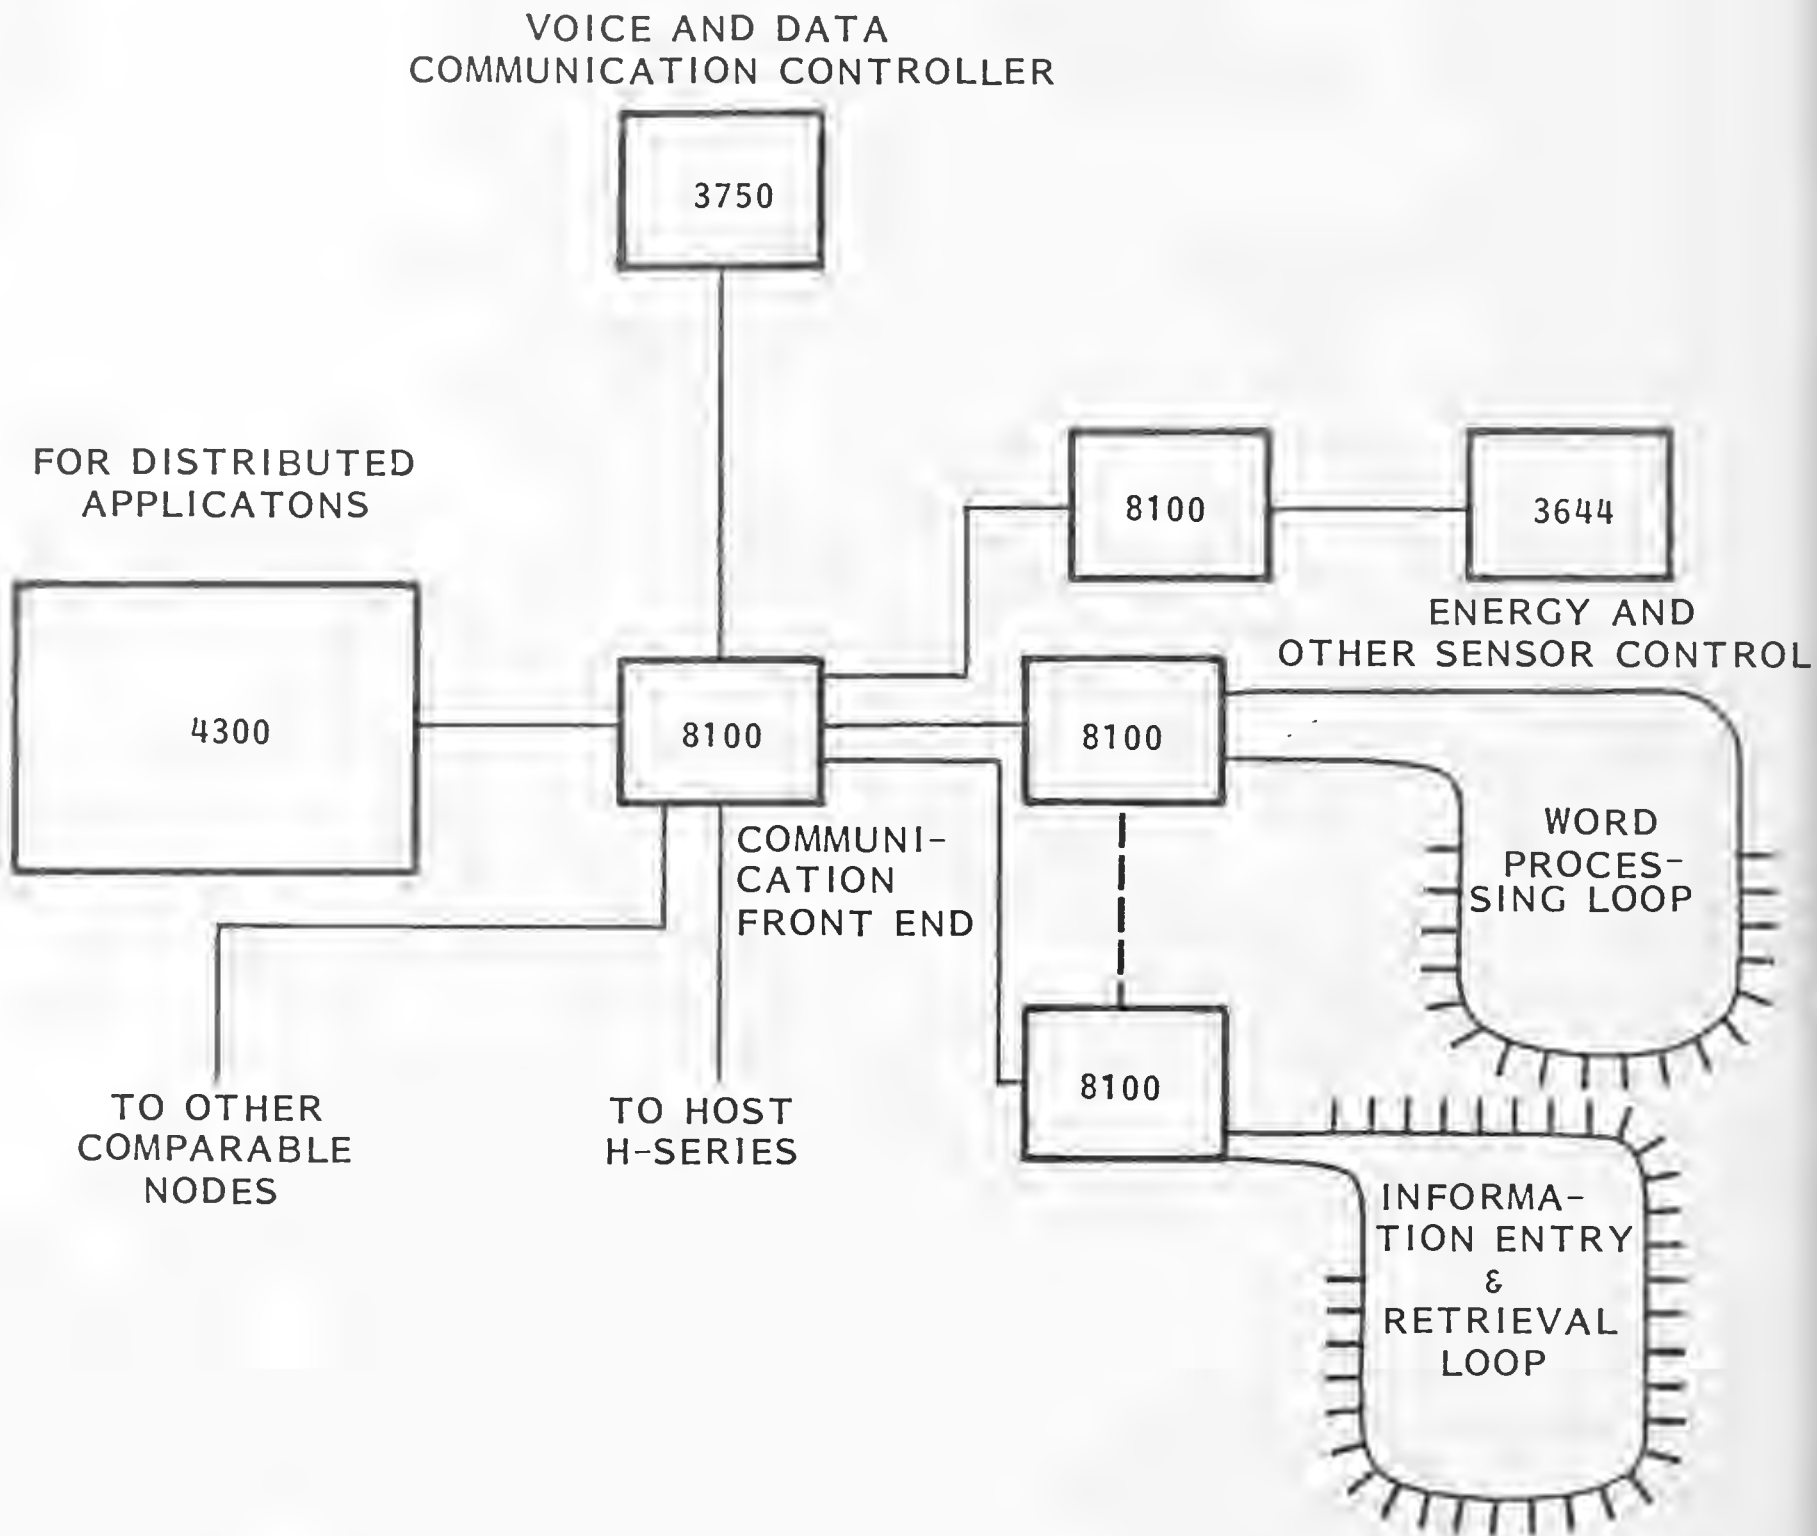 VOICE AND DATA
COMMUNICATION CONTROLLER
3750
FOR DISTRIBUTED
APPLICATONS
4300
8100
COMMUNI-
CATION
FRONT END
8100
3644
ENERGY AND
OTHER SENSOR CONTROL
8100
WORD
PROCES-
SING LOOP
8100
INFORMA-
TION ENTRY
&
RETRIEVAL
LOOP
TO OTHER
COMPARABLE
NODES
TO HOST
H-SERIES